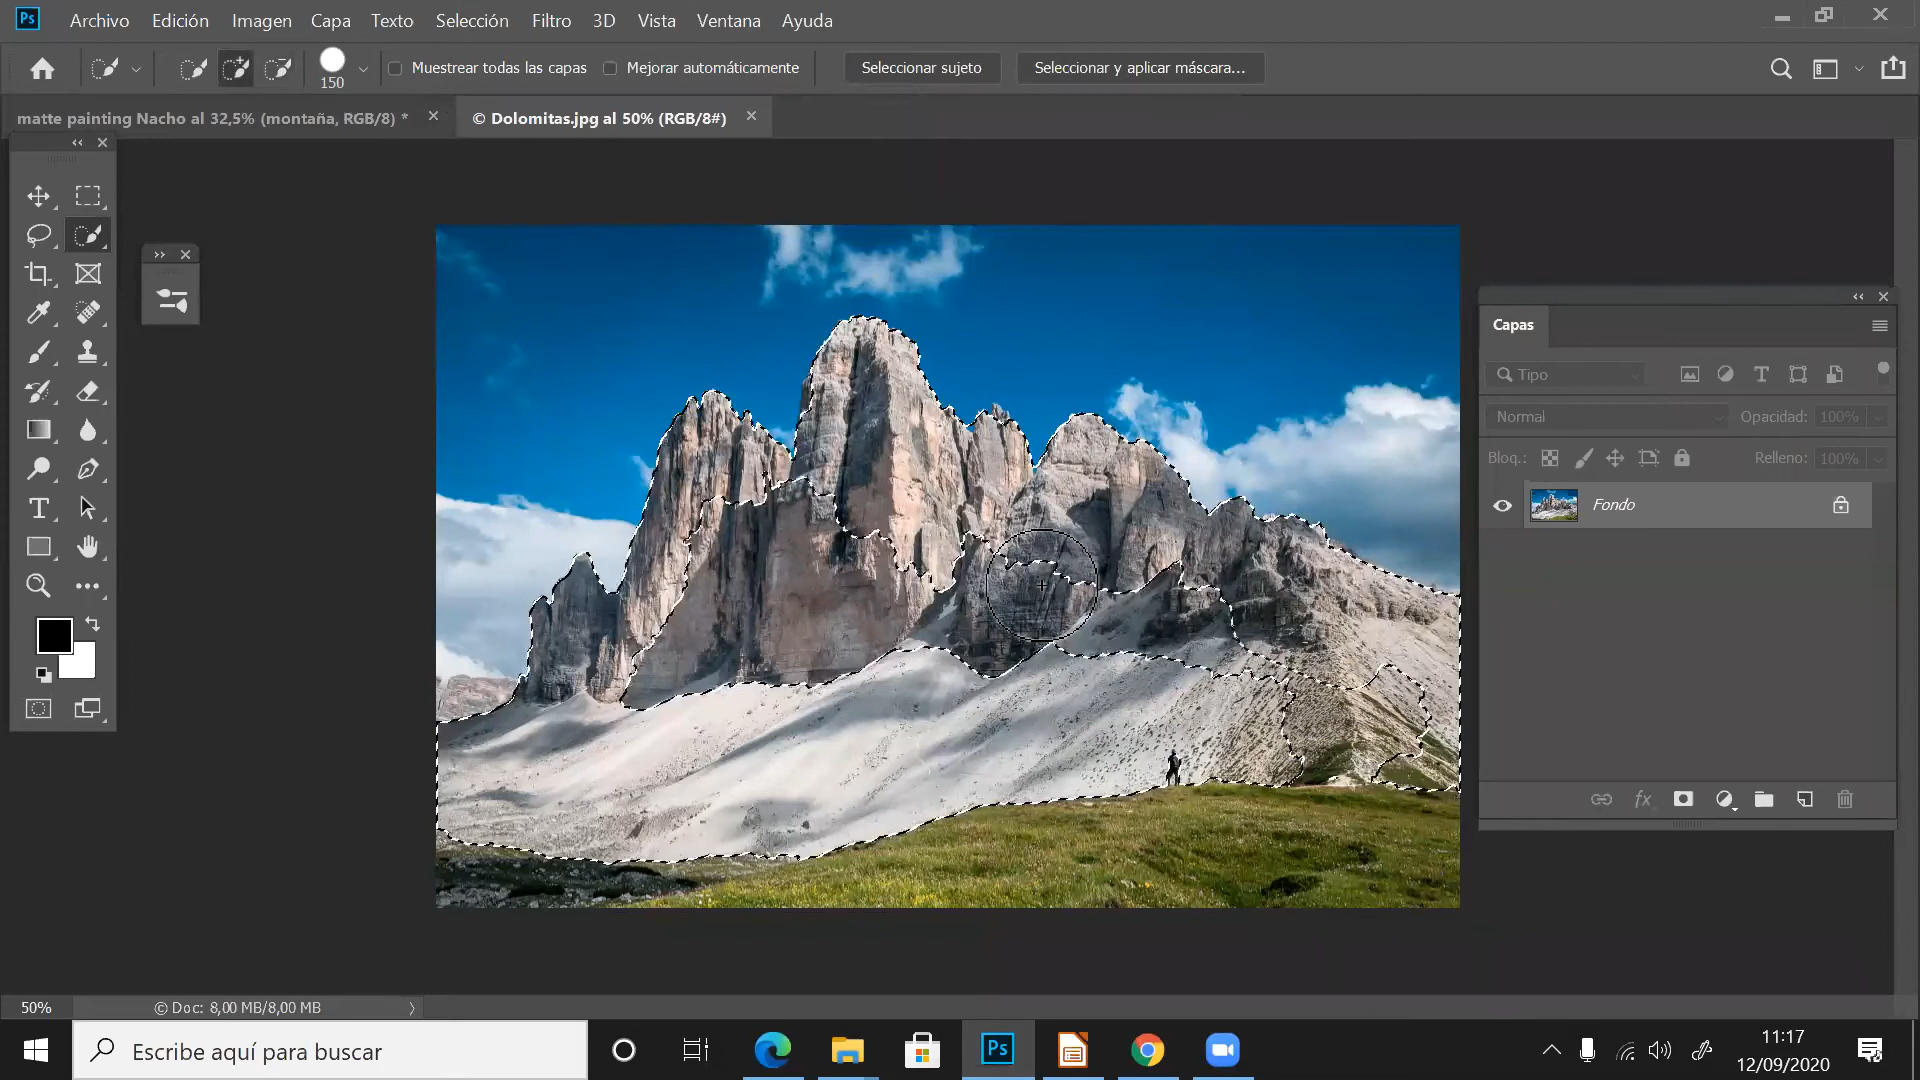 Ps Archivo Edición Imagen Capa Texto Selección Filtro 3D Vista Ventana Ayuda
150 Muestrear todas las capas Mejorar automáticamente Seleccionar sujeto Seleccionar y aplicar máscara...
matte painting Nacho al 32,5% (montaña, RGB/8) * © Dolomitas.jpg al 50% (RGB/8#)
Capas
Tipo
Normal Opacidad: 100%
Bloq.: Relleno: 100%
Fondo
fx
50% © Doc: 8,00 MB/8,00 MB
Escribe aquí para buscar
Ps
11:17
12/09/2020